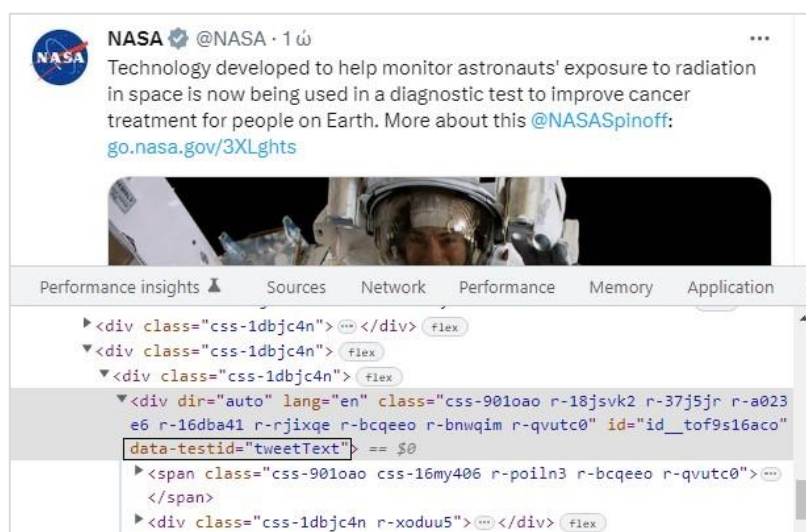 NASA @NASA · 1 ώ
Technology developed to help monitor astronauts' exposure to radiation
in space is now being used in a diagnostic test to improve cancer
treatment for people on Earth. More about this @NASASpinoff:
go.nasa.gov/3XLghts
Performance insights Sources Network Performance Memory Application
<div class="css-1dbjc4n"> ⋯ </div> flex
<div class="css-1dbjc4n"> flex
<div class="css-1dbjc4n"> flex
<div dir="auto" lang="en" class="css-901oao r-18jsvk2 r-37j5jr r-a023
e6 r-16dba41 r-rjixqe r-bcqeeo r-bnwqim r-qvutc0" id="id__tof9s16aco"
data-testid="tweetText"> == $0
<span class="css-901oao css-16my406 r-poiln3 r-bcqeeo r-qvutc0"> ⋯
</span>
<div class="css-1dbjc4n r-xoduu5"> ⋯ </div> flex